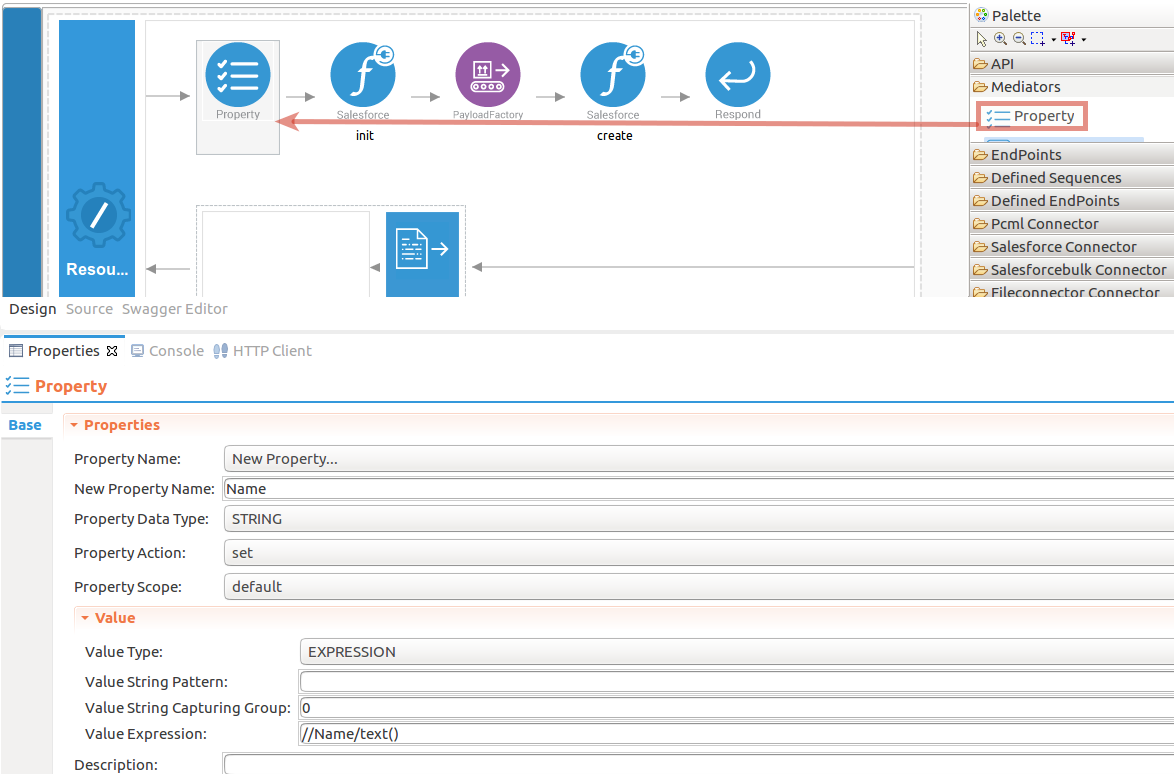 Palette
API
Mediators
Property
EndPoints
Defined Sequences
Defined EndPoints
Pcml Connector
Salesforce Connector
Salesforcebulk Connector
Fileconnector Connector
Property
Salesforce
PayloadFactory
Salesforce
Respond
init
create
Resou...
Design Source Swagger Editor
Properties Console HTTP Client
Property
Base
Properties
Property Name: New Property...
New Property Name: Name
Property Data Type: STRING
Property Action: set
Property Scope: default
Value
Value Type: EXPRESSION
Value String Pattern:
Value String Capturing Group: 0
Value Expression: //Name/text()
Description: